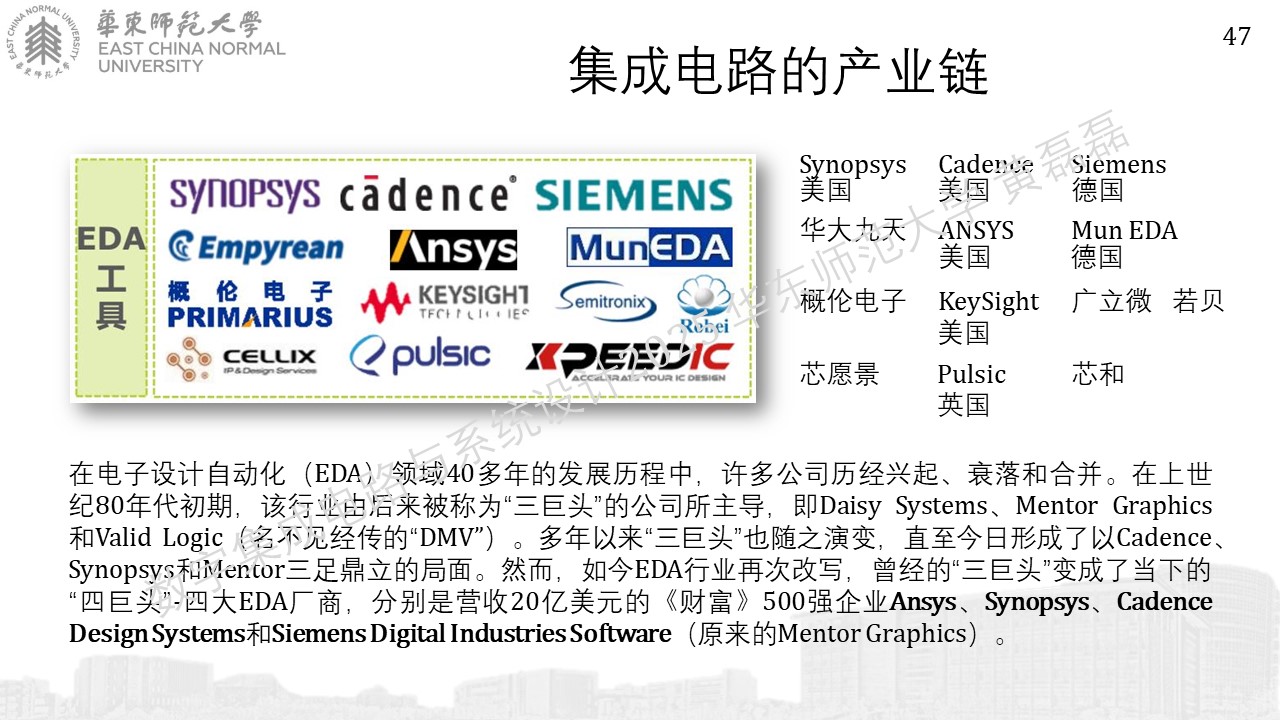 EAST CHINA NORMAL UNIVERSITY
華東師範大學
華東師範大學
EAST CHINA NORMAL
UNIVERSITY
47
集成电路的产业链
EDA
工
具
SYNOPSYS cādence® SIEMENS
Empyrean Ansys MunEDA
概伦电子
PRIMARIUS
KEYSIGHT
TECHNOLOGIES
Semitronix
Robei
CELLIX
IP&Design Services
pulsic
XPEEDIC
ACCELERATE YOUR IC DESIGN
Synopsys Cadence Siemens
美国 美国 德国
华大九天 ANSYS Mun EDA
美国 德国
概伦电子 KeySight 广立微 若贝
美国
芯愿景 Pulsic 芯和
英国
在电子设计自动化（EDA）领域40多年的发展历程中，许多公司历经兴起、衰落和合并。在上世
纪80年代初期，该行业由后来被称为“三巨头”的公司所主导，即Daisy Systems、Mentor Graphics
和Valid Logic（名不见经传的“DMV”）。多年以来“三巨头”也随之演变，直至今日形成了以Cadence、
Synopsys和Mentor三足鼎立的局面。然而，如今EDA行业再次改写，曾经的“三巨头”变成了当下的
“四巨头”-四大EDA厂商，分别是营收20亿美元的《财富》500强企业Ansys、Synopsys、Cadence
Design Systems和Siemens Digital Industries Software（原来的Mentor Graphics）。
数字集成电路与系统设计 2023 华东师范大学 黄磊磊